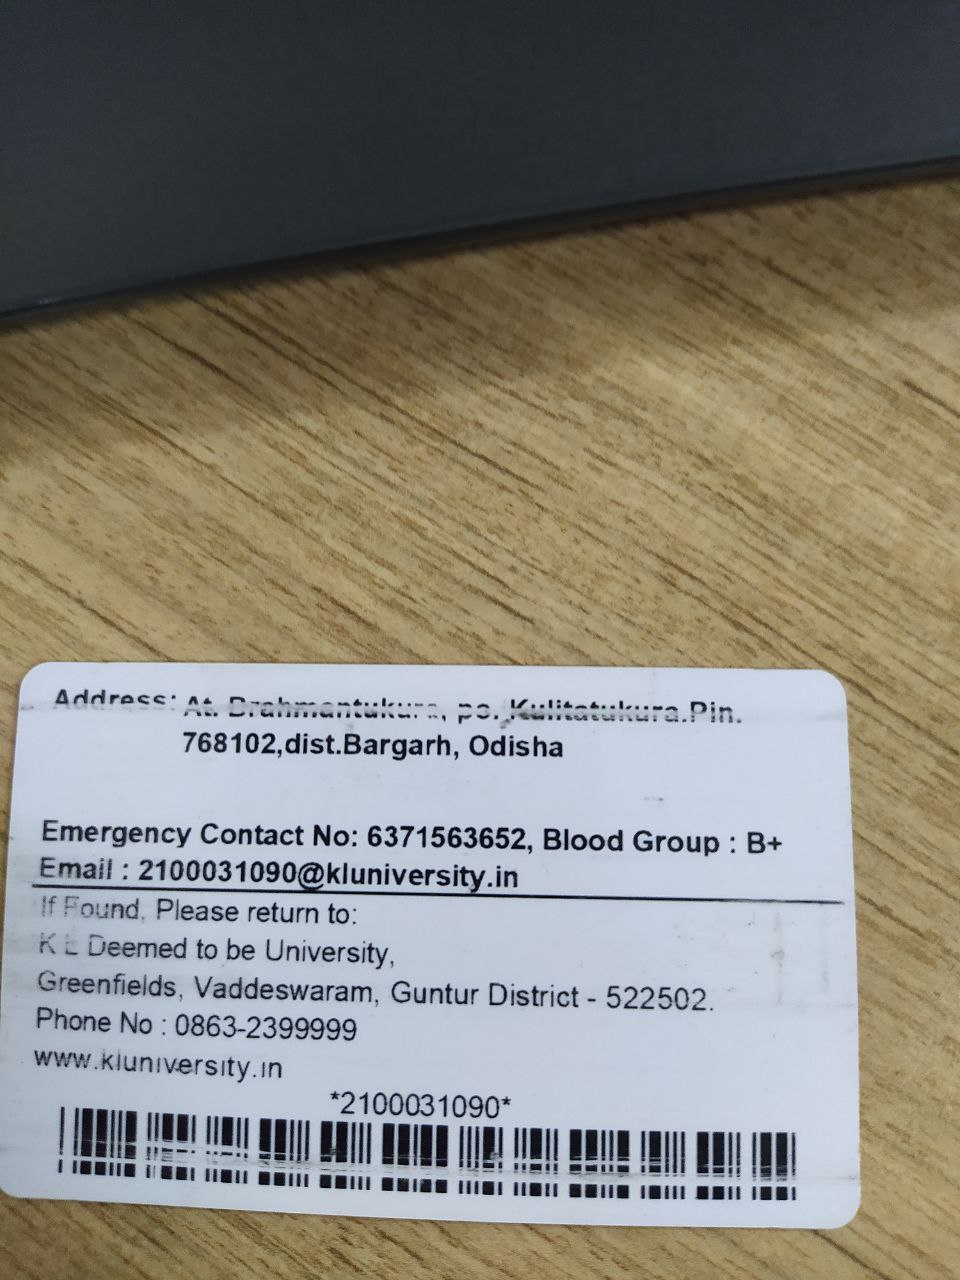 Address: At. Brahmantukura, po. Kulitatukura.Pin.
768102,dist.Bargarh, Odisha
Emergency Contact No: 6371563652, Blood Group : B+
Email : 2100031090@kluniversity.in
If Found, Please return to:
K L Deemed to be University,
Greenfields, Vaddeswaram, Guntur District - 522502.
Phone No : 0863-2399999
www.kluniversity.in
*2100031090*